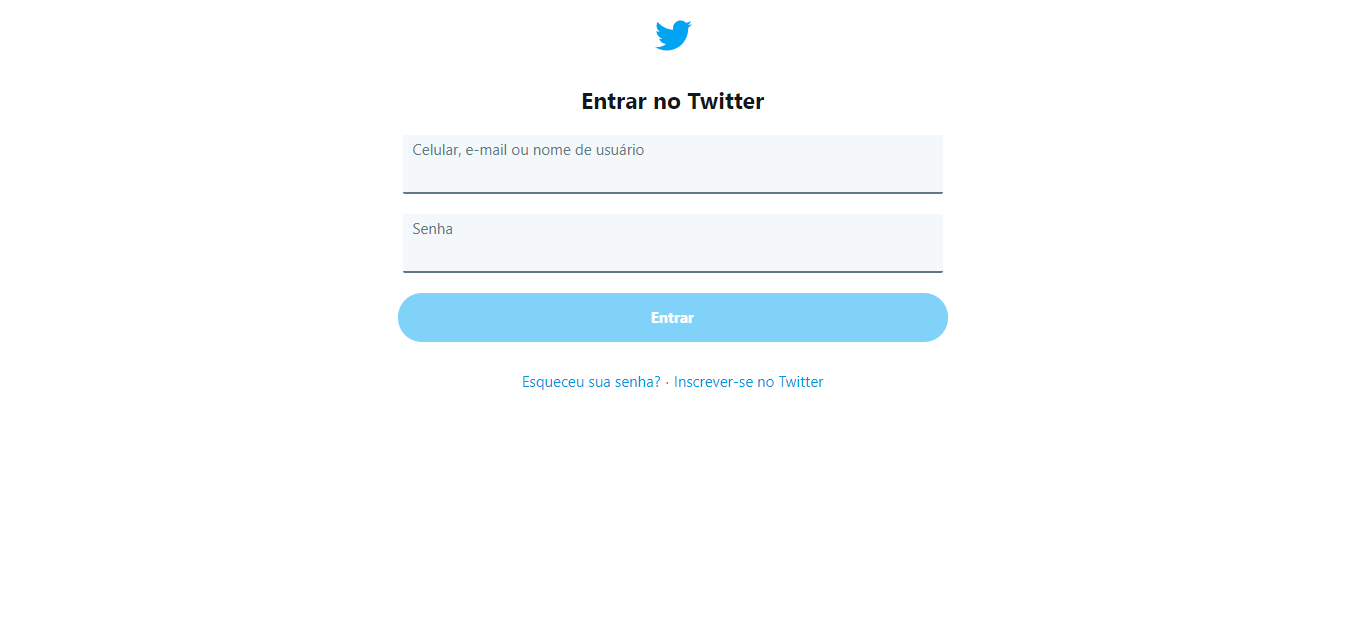 Entrar no Twitter
Celular, e-mail ou nome de usuário
Senha
Entrar
Esqueceu sua senha? · Inscrever-se no Twitter